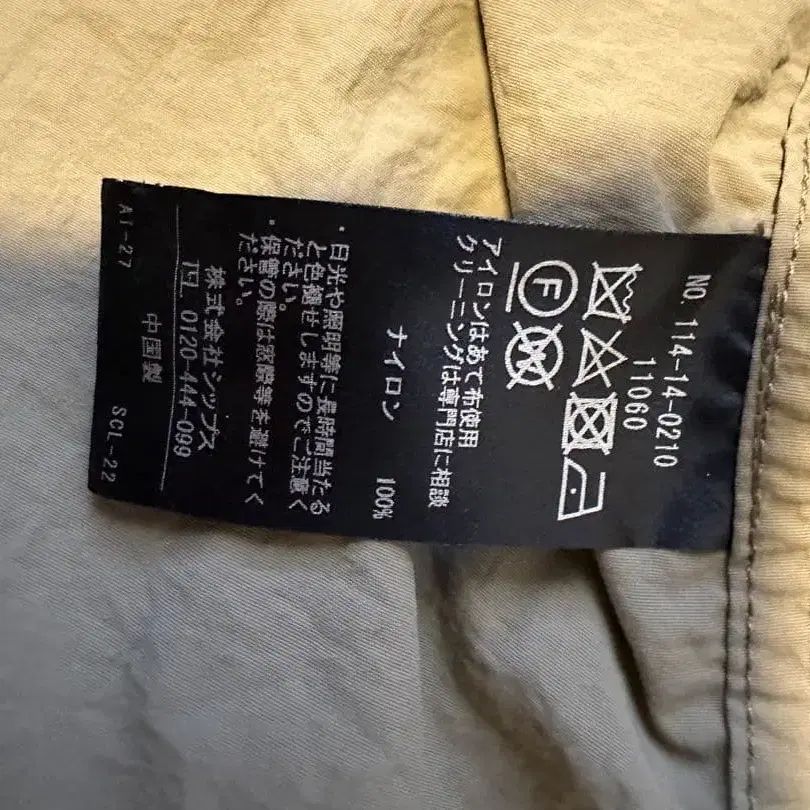 NO. 114-14-0210
11060
アイロンはあて布使用
クリーニングは専門店に相談
ナイロン 100%
・日光や照明等に長時間当たる
と色褪せしますのでご注意く
ださい。
・保管の際は多湿等を避けてく
ださい。
株式会社シップス
TEL 0120-444-099
中国製
AI-27 SCL-22